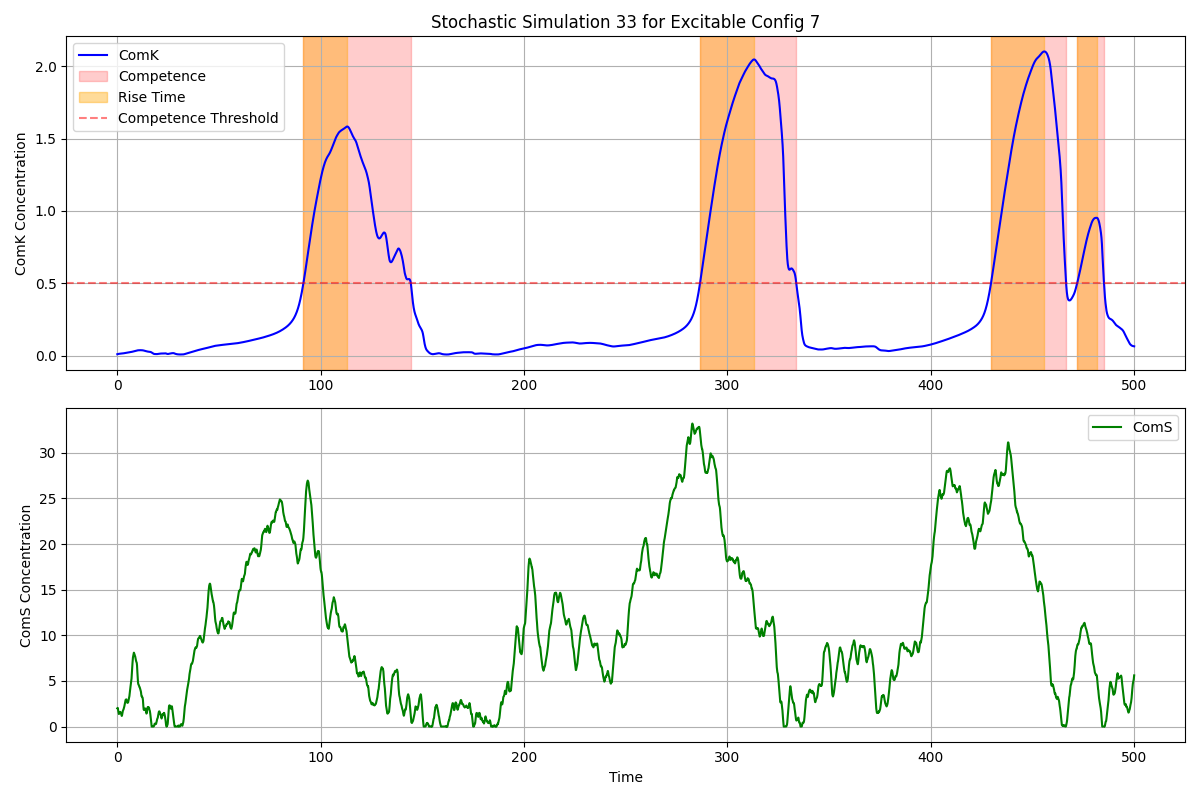 Stochastic Simulation 33 for Excitable Config 7
ComK Concentration
2.0
1.5
1.0
0.5
0.0
ComK
Competence
Rise Time
Competence Threshold
0 100 200 300 400 500
ComS Concentration
30
25
20
15
10
5
0
ComS
0 100 200 300 400 500
Time